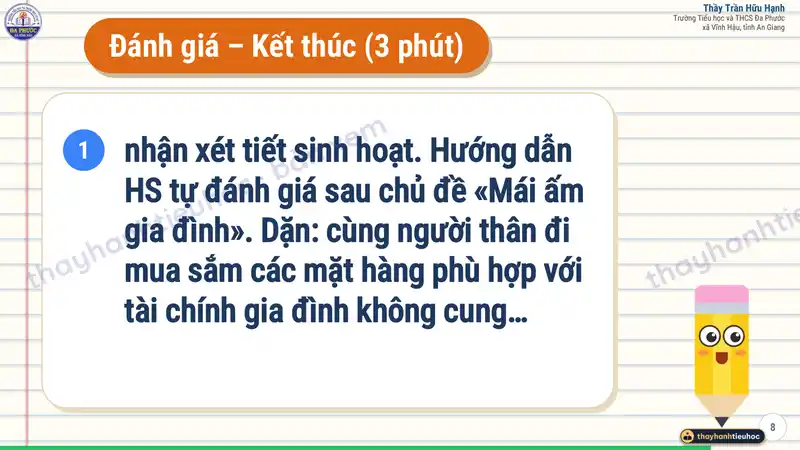 Thầy Trần Hữu Hạnh
Trường Tiểu học và THCS Đa Phước
xã Vĩnh Hậu, tỉnh An Giang
ĐA PHƯỚC
Đánh giá – Kết thúc (3 phút)
1
nhận xét tiết sinh hoạt. Hướng dẫn
HS tự đánh giá sau chủ đề «Mái ấm
gia đình». Dặn: cùng người thân đi
mua sắm các mặt hàng phù hợp với
tài chính gia đình không cung…
8
thayhanhtieuhoc